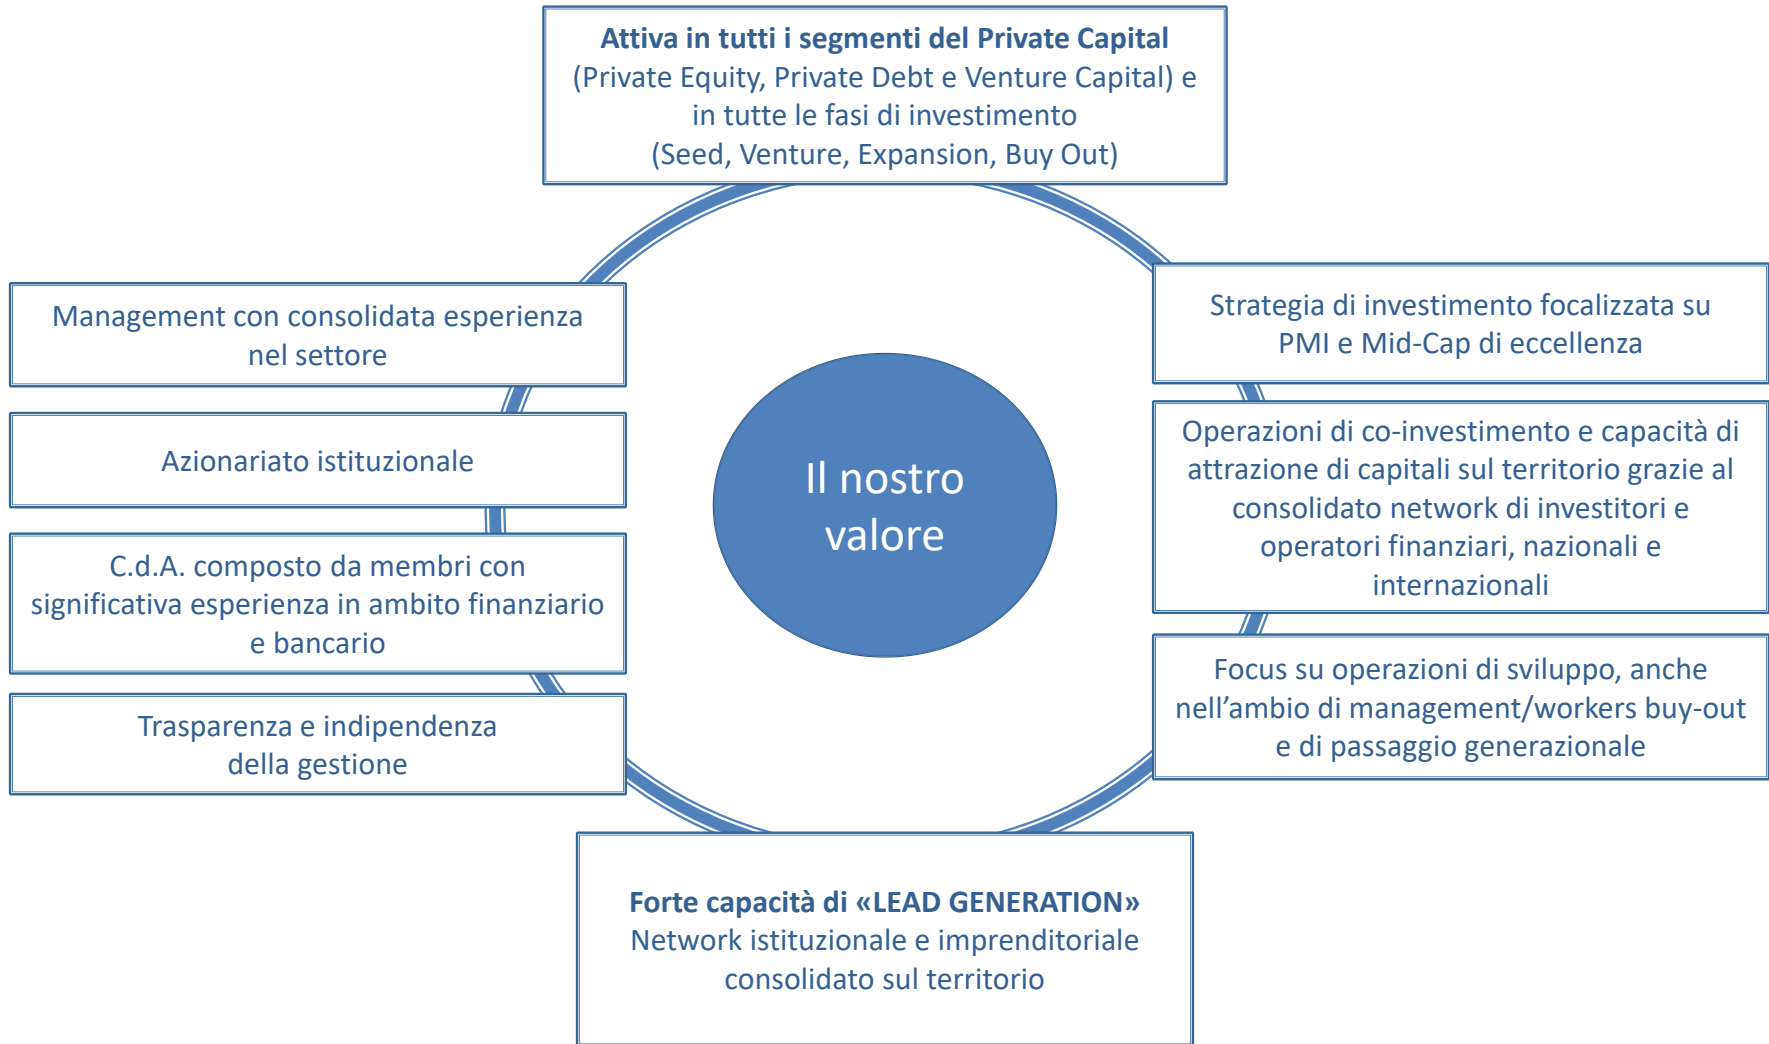 Attiva in tutti i segmenti del Private Capital
(Private Equity, Private Debt e Venture Capital) e
in tutte le fasi di investimento
(Seed, Venture, Expansion, Buy Out)
Management con consolidata esperienza
nel settore
Azionariato istituzionale
C.d.A. composto da membri con
significativa esperienza in ambito finanziario
e bancario
Trasparenza e indipendenza
della gestione
Il nostro
valore
Strategia di investimento focalizzata su
PMI e Mid-Cap di eccellenza
Operazioni di co-investimento e capacità di
attrazione di capitali sul territorio grazie al
consolidato network di investitori e
operatori finanziari, nazionali e
internazionali
Focus su operazioni di sviluppo, anche
nell’ambio di management/workers buy-out
e di passaggio generazionale
Forte capacità di «LEAD GENERATION»
Network istituzionale e imprenditoriale
consolidato sul territorio